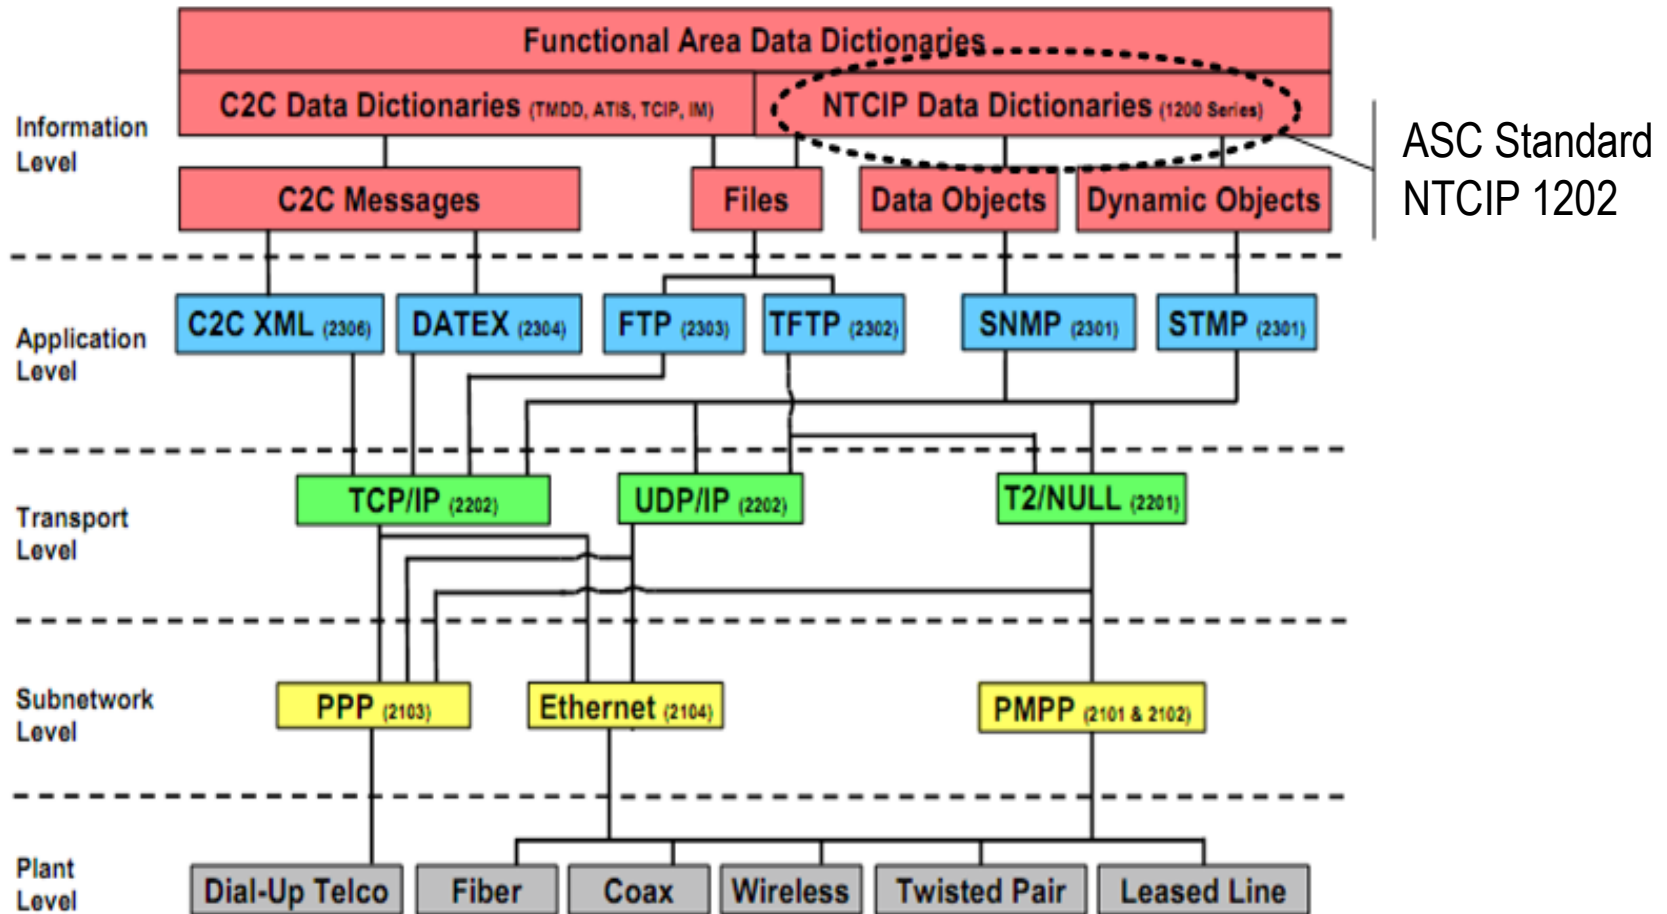 Functional Area Data Dictionaries
C2C Data Dictionaries (TMDD, ATIS, TCIP, IM)
NTCIP Data Dictionaries (1200 Series)
Information
Level
ASC Standard
NTCIP 1202
C2C Messages
Files
Data Objects
Dynamic Objects
Application
Level
C2C XML (2306)
DATEX (2304)
FTP (2303)
TFTP (2302)
SNMP (2301)
STMP (2301)
Transport
Level
TCP/IP (2202)
UDP/IP (2202)
T2/NULL (2201)
Subnetwork
Level
PPP (2103)
Ethernet (2104)
PMPP (2101 & 2102)
Plant
Level
Dial-Up Telco
Fiber
Coax
Wireless
Twisted Pair
Leased Line